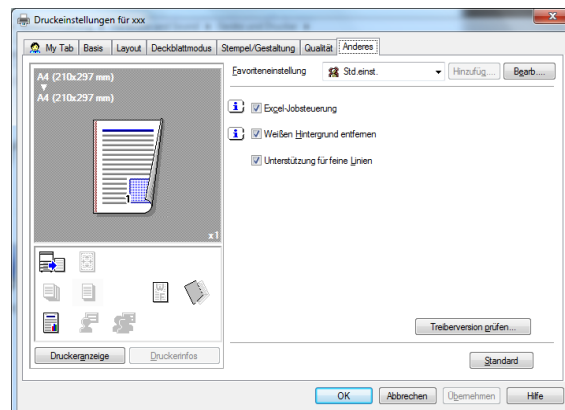 Druckeinstellungen für xxx
My Tab Basis Layout Deckblattmodus Stempel/Gestaltung Qualität Anderes
A4 (210x297 mm)
A4 (210x297 mm)
1
x1
Favoriteneinstellung Std.einst. Hinzufüg.... Bearb....
Excel-Jobsteuerung
Weißen Hintergrund entfernen
Unterstützung für feine Linien
Treiberversion prüfen...
Druckeranzeige Druckerinfos
Standard
OK Abbrechen Übernehmen Hilfe